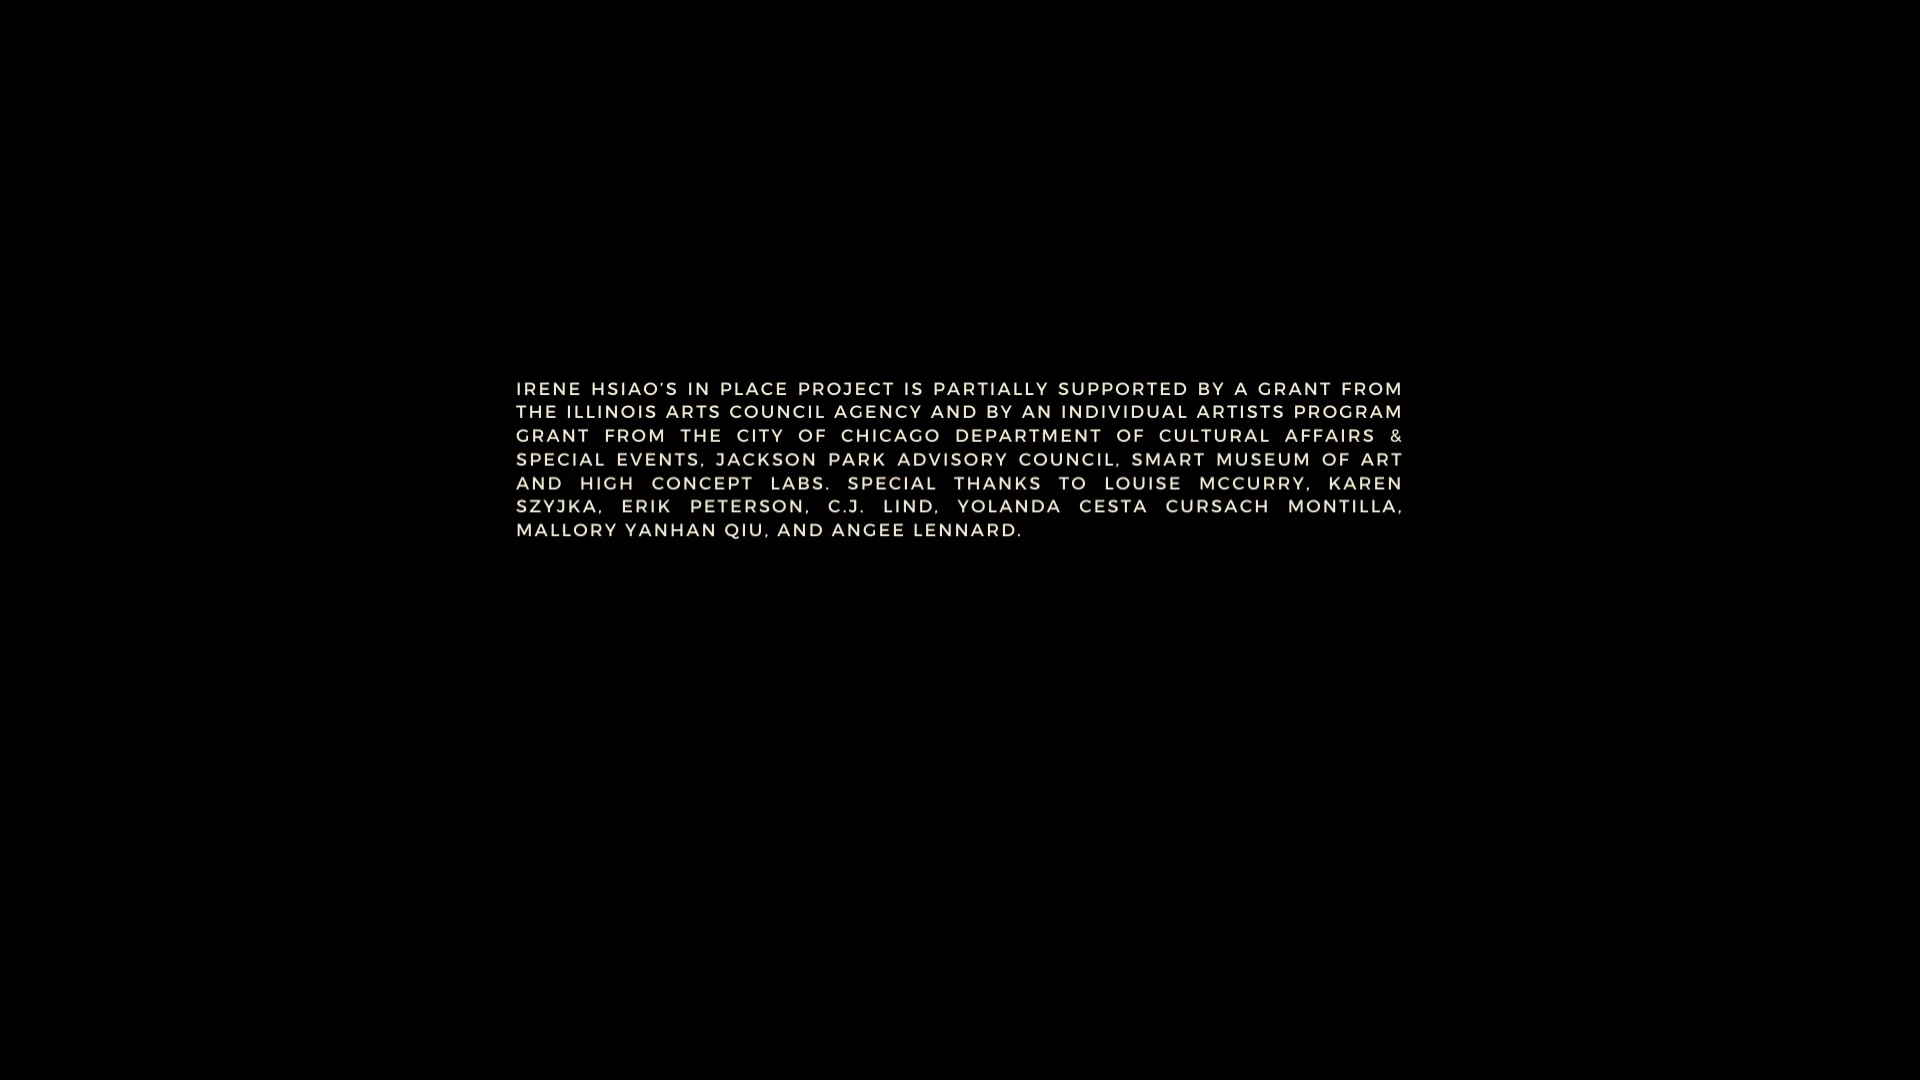 IRENE HSIAO’S IN PLACE PROJECT IS PARTIALLY SUPPORTED BY A GRANT FROM
THE ILLINOIS ARTS COUNCIL AGENCY AND BY AN INDIVIDUAL ARTISTS PROGRAM
GRANT FROM THE CITY OF CHICAGO DEPARTMENT OF CULTURAL AFFAIRS &
SPECIAL EVENTS, JACKSON PARK ADVISORY COUNCIL, SMART MUSEUM OF ART
AND HIGH CONCEPT LABS. SPECIAL THANKS TO LOUISE MCCURRY, KAREN
SZYJKA, ERIK PETERSON, C.J. LIND, YOLANDA CESTA CURSACH MONTILLA,
MALLORY YANHAN QIU, AND ANGEE LENNARD.